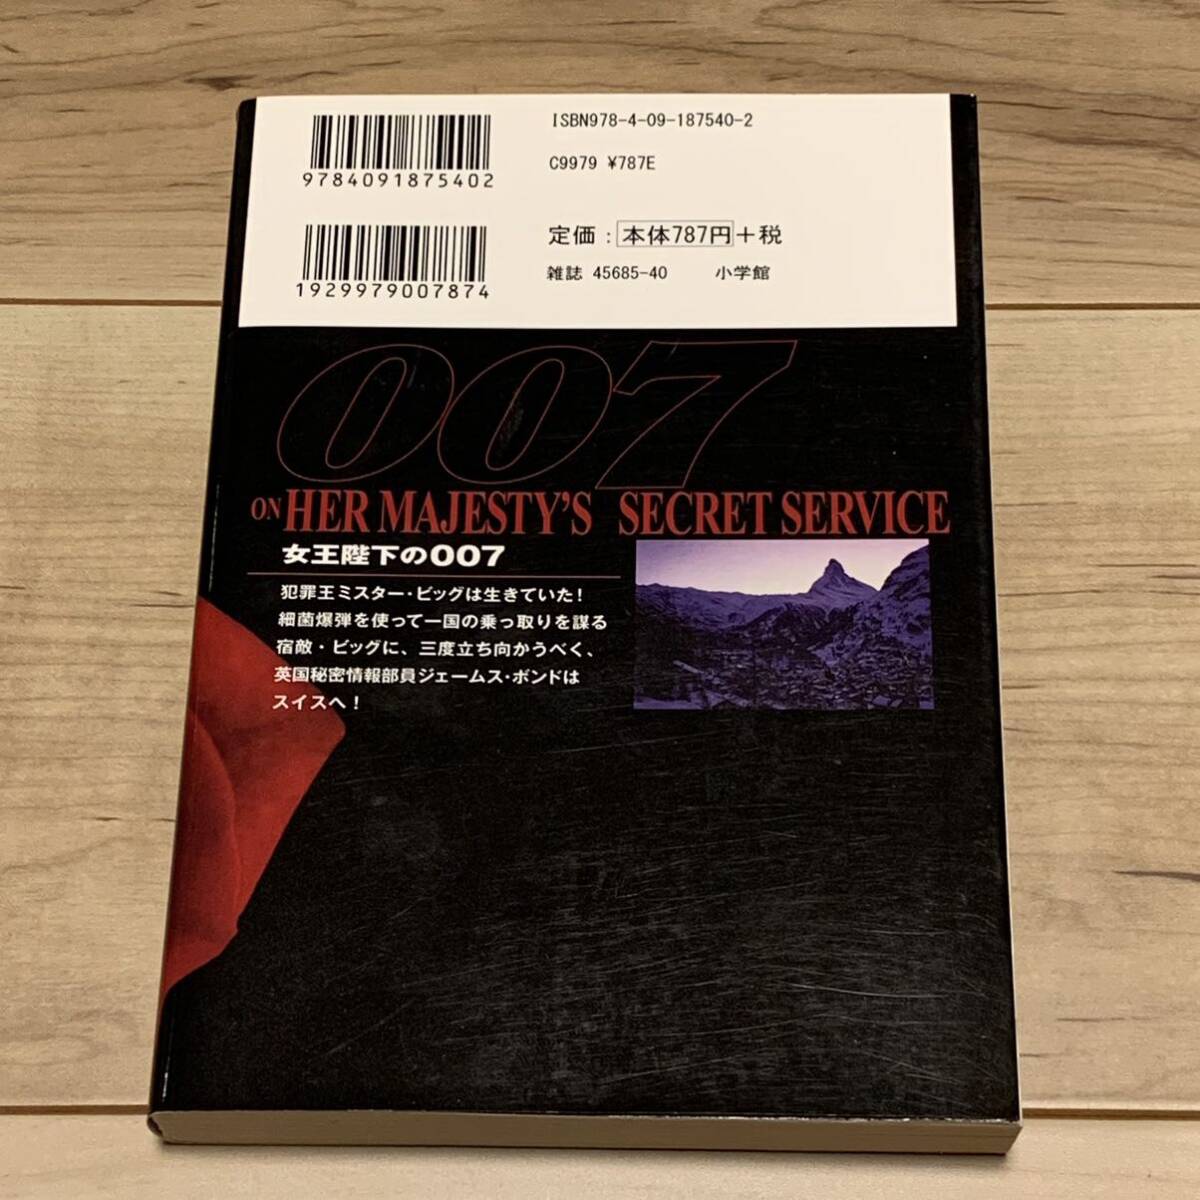 ISBN978-4-09-187540-2
9784091875402
C9979 ¥787E
1929979007874
定価：本体787円＋税
雑誌 45685-40 小学館
007
ON HER MAJESTY'S SECRET SERVICE
女王陛下の007
犯罪王ミスター・ビッグは生きていた！
細菌爆弾を使って一国の乗っ取りを謀る
宿敵・ビッグに、三度立ち向かうべく、
英国秘密情報部員ジェームス・ボンドは
スイスへ！